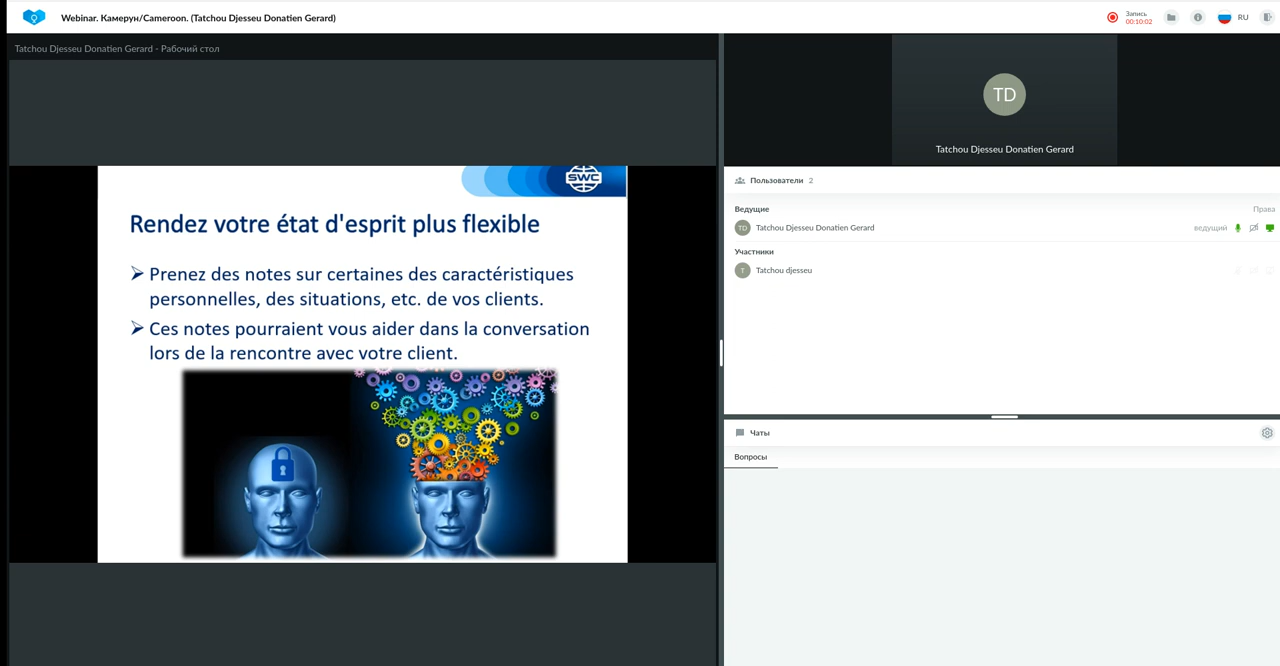 Webinar. Камерун/Cameroon. (Tatchou Djesseu Donatien Gerard)
Запись
00:10:02
RU
Tatchou Djesseu Donatien Gerard - Рабочий стол
SWC
Rendez votre état d'esprit plus flexible
Prenez des notes sur certaines des caractéristiques
personnelles, des situations, etc. de vos clients.
Ces notes pourraient vous aider dans la conversation
lors de la rencontre avec votre client.
TD
Tatchou Djesseu Donatien Gerard
Пользователи 2
Ведущие Права
TD Tatchou Djesseu Donatien Gerard ведущий
Участники
T Tatchou djesseu
Чаты
Вопросы